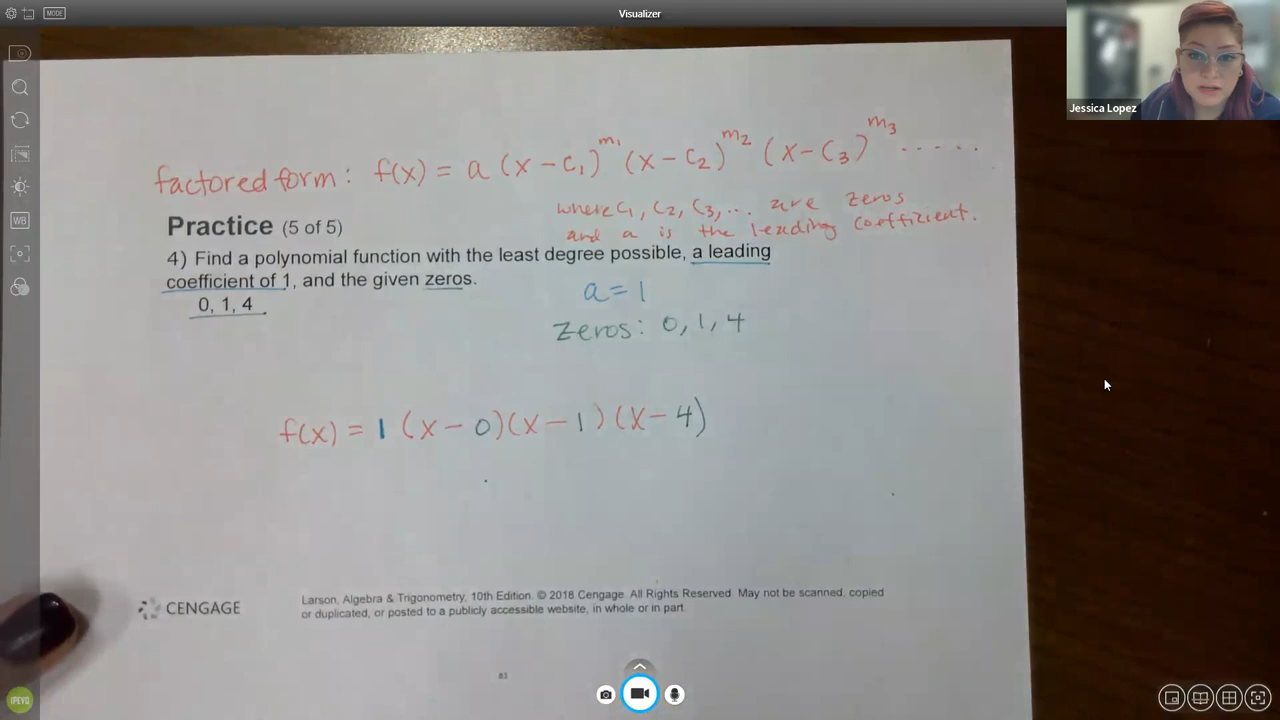 MODE
Visualizer
Jessica Lopez
WB
factored form: f(x) = a (x - c₁)^m₁ (x - c₂)^m₂ (x - c₃)^m₃ .....
where c₁, c₂, c₃, ... are zeros
and a is the leading coefficient.
Practice (5 of 5)
4) Find a polynomial function with the least degree possible, a leading
coefficient of 1, and the given zeros.
0, 1, 4
a = 1
Zeros: 0, 1, 4
f(x) = 1 (x - 0)(x - 1)(x - 4)
CENGAGE
Larson, Algebra & Trigonometry, 10th Edition. © 2018 Cengage. All Rights Reserved. May not be scanned, copied
or duplicated, or posted to a publicly accessible website, in whole or in part.
83
IPEVO